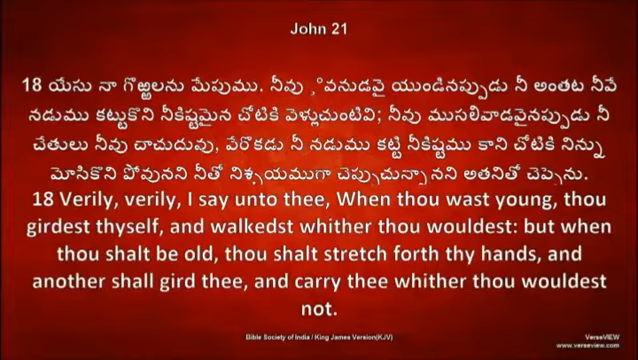 John 21
18 యేసు నా గొఱ్ఱెలను మేపుము. నీవు వనుడవై యుండినప్పుడు నీ అంతట నీవే
నడుము కట్టుకొని నీకిష్టమైన చోటికి వెళ్లుచుంటివి; నీవు ముసలివాడవైనప్పుడు నీ
చేతులు నీవు చాచుదువు, వేరొకడు నీ నడుము కట్టి నీకిష్టము కాని చోటికి నిన్ను
మోసికొని పోవునని నీతో నిశ్చయముగా చెప్పుచున్నానని అతనితో చెప్పెను.
18 Verily, verily, I say unto thee, When thou wast young, thou
girdest thyself, and walkedst whither thou wouldest: but when
thou shalt be old, thou shalt stretch forth thy hands, and
another shall gird thee, and carry thee whither thou wouldest
not.
Bible Society of India / King James Version(KJV)
VerseVIEW
www.verseview.com